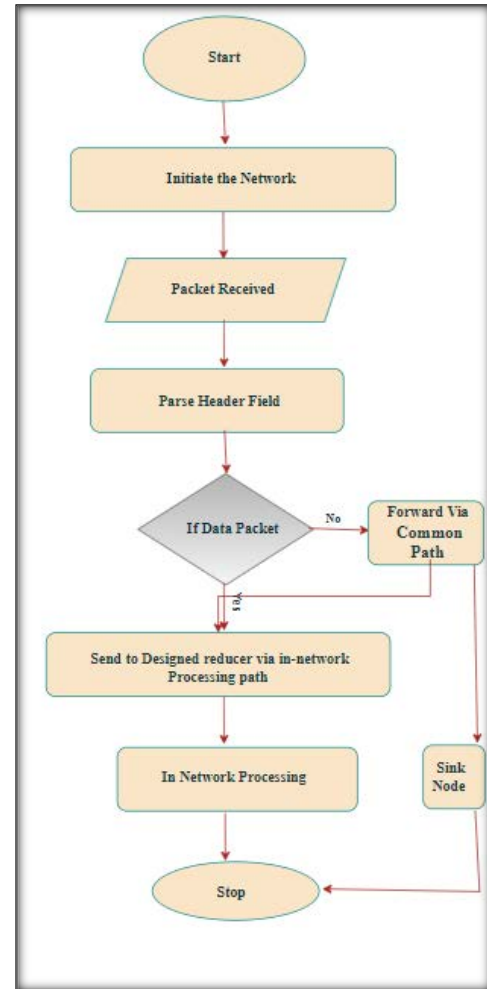 Start
Initiate the Network
Packet Received
Parse Header Field
If Data Packet
No
Forward Via
Common
Path
Yes
Send to Designed reducer via in-network
Processing path
In Network Processing
Sink
Node
Stop